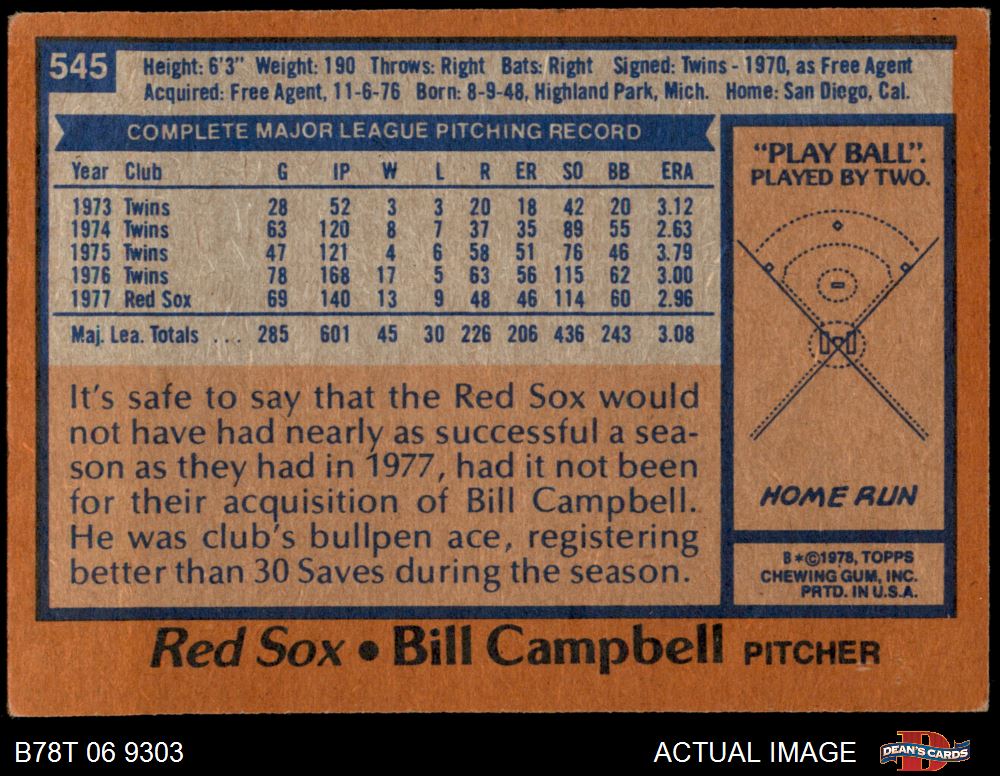 545
Height: 6'3" Weight: 190 Throws: Right Bats: Right Signed: Twins - 1970, as Free Agent
Acquired: Free Agent, 11-6-76 Born: 8-9-48, Highland Park, Mich. Home: San Diego, Cal.
COMPLETE MAJOR LEAGUE PITCHING RECORD
Year Club G IP W L R ER SO BB ERA
1973 Twins 28 52 3 3 20 18 42 20 3.12
1974 Twins 63 120 8 7 37 35 89 55 2.63
1975 Twins 47 121 4 6 58 51 76 46 3.79
1976 Twins 78 168 17 5 63 56 115 62 3.00
1977 Red Sox 69 140 13 9 48 46 114 60 2.96
Maj. Lea. Totals ... 285 601 45 30 226 206 436 243 3.08
It's safe to say that the Red Sox would
not have had nearly as successful a sea-
son as they had in 1977, had it not been
for their acquisition of Bill Campbell.
He was club's bullpen ace, registering
better than 30 Saves during the season.
"PLAY BALL".
PLAYED BY TWO.
HOME RUN
B*©1978, TOPPS
CHEWING GUM, INC.
PRTD. IN U.S.A.
Red Sox • Bill Campbell PITCHER
B78T 06 9303
ACTUAL IMAGE
DEAN'S CARDS